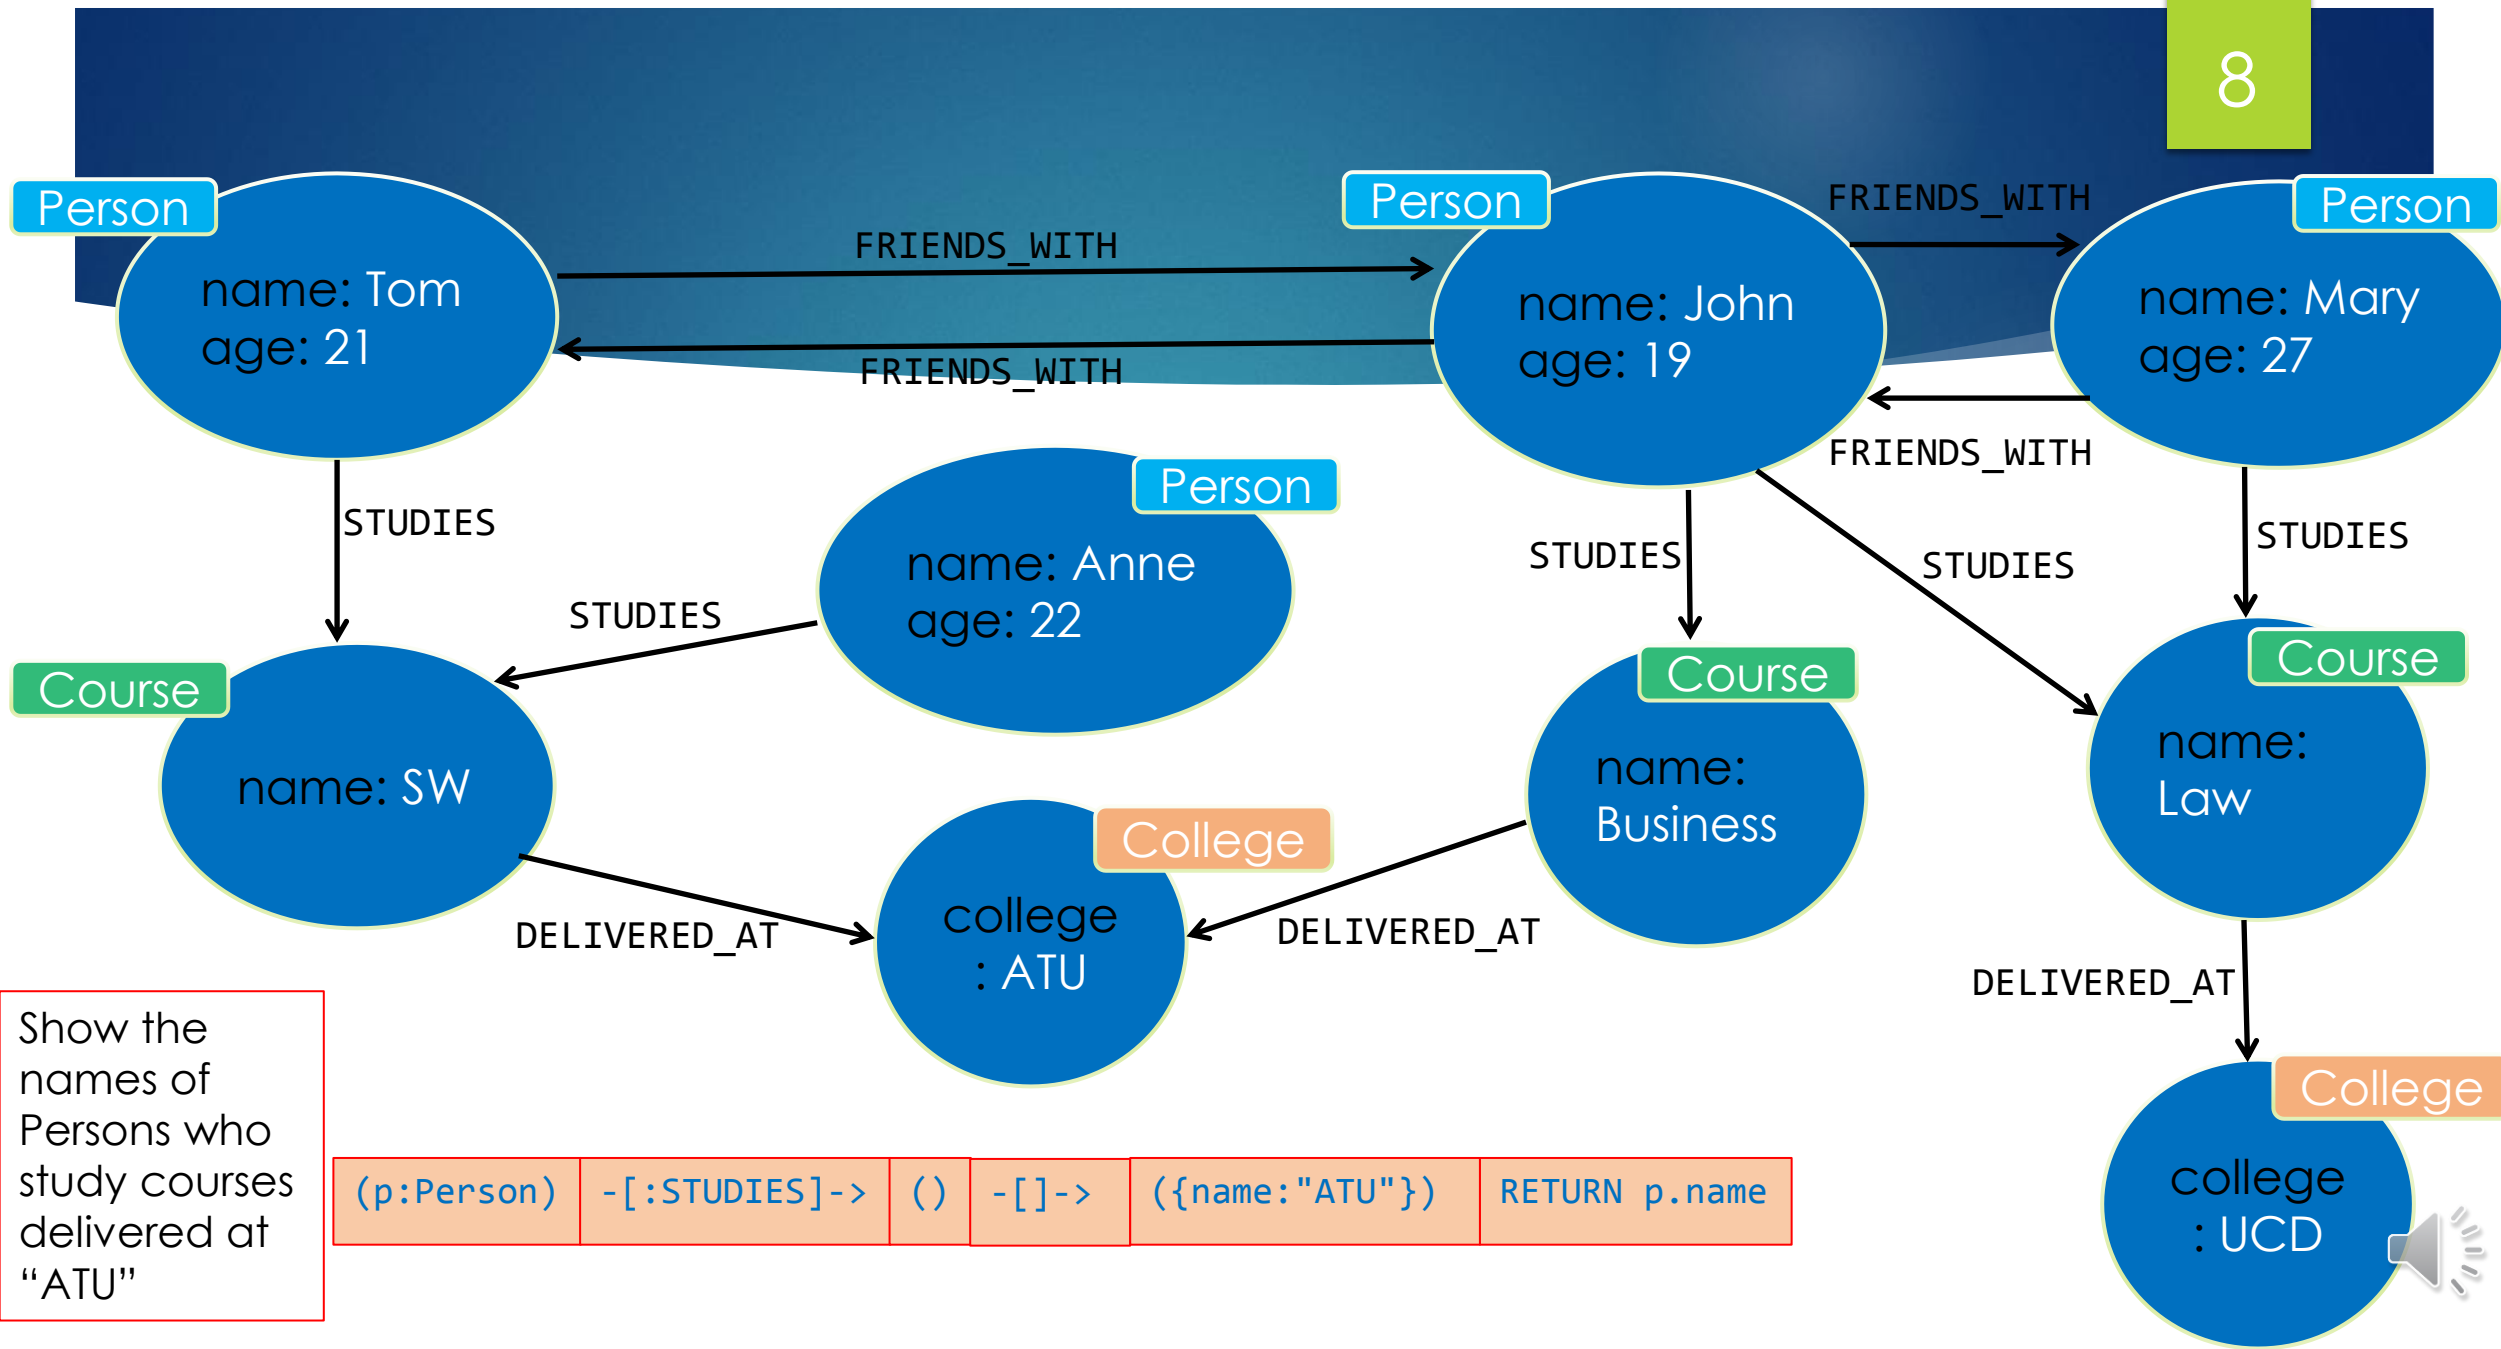 8
Person
name: Tom
age: 21
FRIENDS_WITH
FRIENDS_WITH
Person
name: John
age: 19
FRIENDS_WITH
FRIENDS_WITH
Person
name: Mary
age: 27
STUDIES
STUDIES
Person
name: Anne
age: 22
STUDIES
STUDIES
STUDIES
Course
name: SW
Course
name:
Business
Course
name:
Law
DELIVERED_AT
College
college
: ATU
DELIVERED_AT
DELIVERED_AT
College
college
: UCD
Show the
names of
Persons who
study courses
delivered at
“ATU”
(p:Person) -[:STUDIES]-> () -[]-> ({name:"ATU"}) RETURN p.name